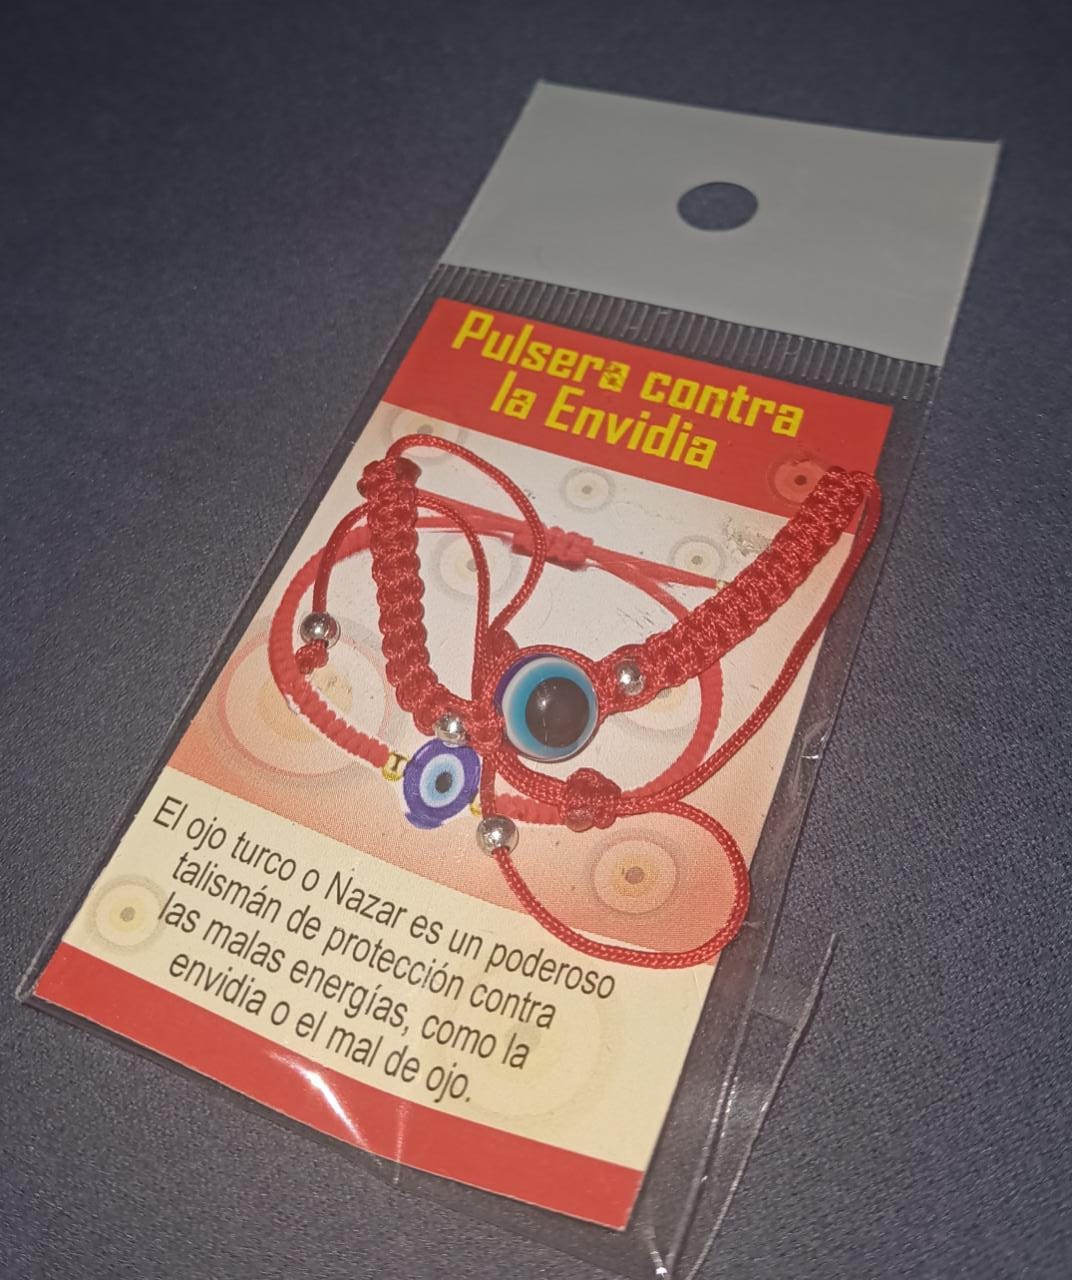 Pulsera contra
la Envidia
El ojo turco o Nazar es un poderoso
talismán de protección contra
las malas energías, como la
envidia o el mal de ojo.